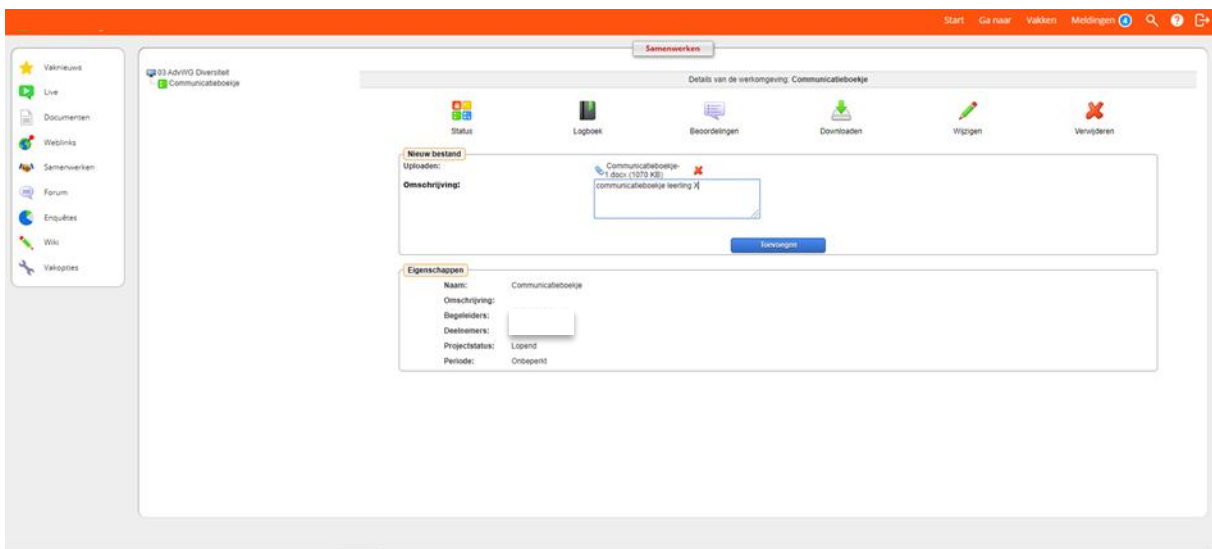 Start Ga naar Vakken Meldingen 4 ?
Samenwerken
Vaknieuws
Live
Documenten
Weblinks
Samenwerken
Forum
Enquêtes
Wiki
Vakopties
03 AdviWG Diversiteit
Communicatieboekje
Details van de werkomgeving: Communicatieboekje
Status Logboek Beoordelingen Downloaden Wijzigen Verwijderen
Nieuw bestand
Uploaden: Communicatieboekje-
1.docx (1070 KB)
Omschrijving: communicatieboekje leerling X
Toevoegen
Eigenschappen
Naam: Communicatieboekje
Omschrijving:
Begeleiders:
Deelnemers:
Projectstatus: Lopend
Periode: Onbeperkt